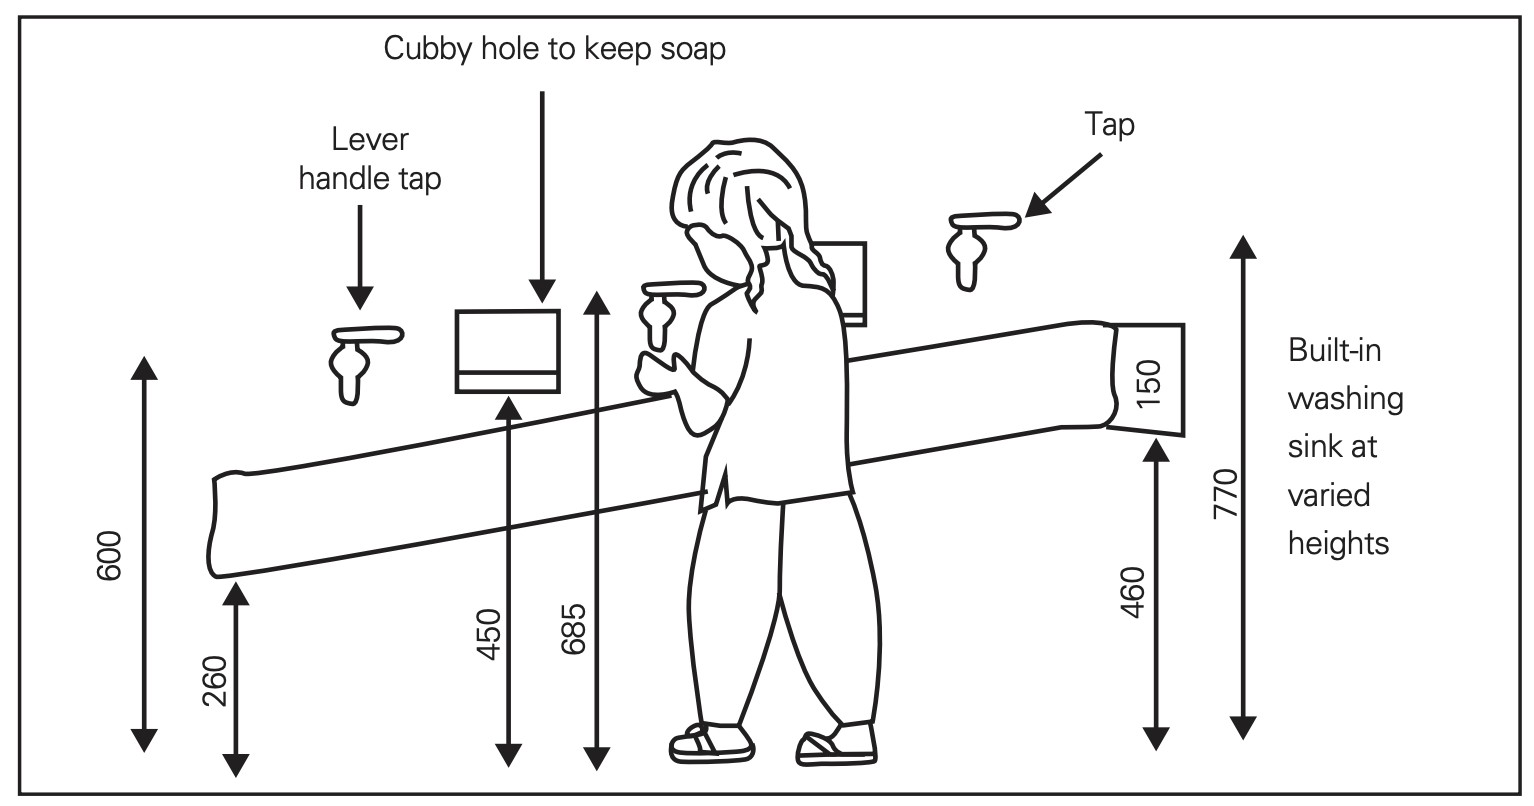 Cubby hole to keep soap
Lever
handle tap
Tap
Built-in
washing
sink at
varied
heights
600
260
450
685
150
460
770